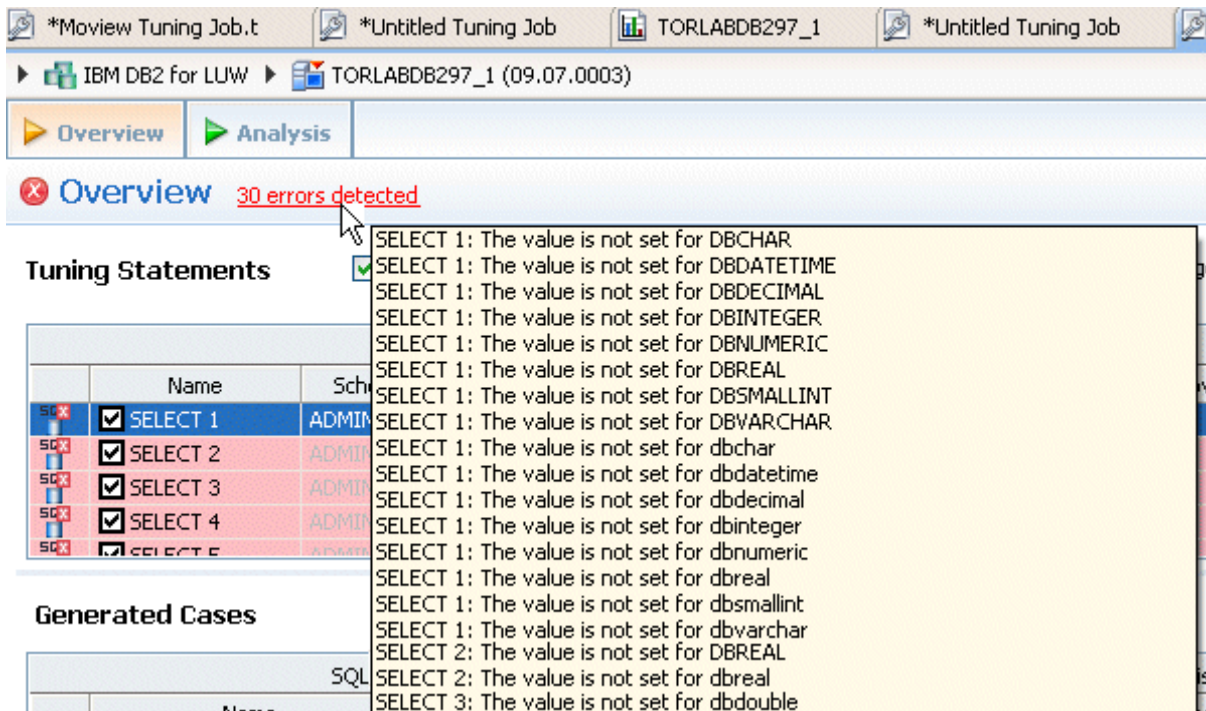 *Moview Tuning Job.t
*Untitled Tuning Job
TORLABDB297_1
*Untitled Tuning Job
IBM DB2 for LUW
TORLABDB297_1 (09.07.0003)
Overview
Analysis
Overview
30 errors detected
Tuning Statements
SELECT 1: The value is not set for DBCHAR
SELECT 1: The value is not set for DBDATETIME
SELECT 1: The value is not set for DBDECIMAL
SELECT 1: The value is not set for DBINTEGER
SELECT 1: The value is not set for DBNUMERIC
SELECT 1: The value is not set for DBREAL
SELECT 1: The value is not set for DBSMALLINT
SELECT 1: The value is not set for DBVARCHAR
SELECT 1: The value is not set for dbchar
SELECT 1: The value is not set for dbdatetime
SELECT 1: The value is not set for dbdecimal
SELECT 1: The value is not set for dbinteger
SELECT 1: The value is not set for dbnumeric
SELECT 1: The value is not set for dbreal
SELECT 1: The value is not set for dbsmallint
SELECT 1: The value is not set for dbvarchar
SELECT 2: The value is not set for DBREAL
SELECT 2: The value is not set for dbreal
SELECT 3: The value is not set for dbdouble
Name
Sch
SELECT 1
ADMIN
SELECT 2
ADMIN
SELECT 3
ADMIN
SELECT 4
ADMIN
SELECT 5
Generated Cases
SQL
Name